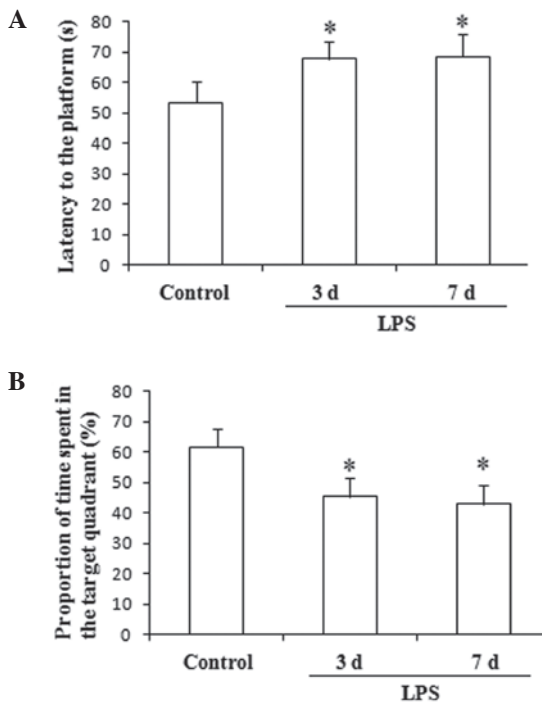 A
Latency to the platform (s)
80
70
60
50
40
30
20
10
0
*
*
Control
3 d
7 d
LPS
B
Proportion of time spent in
the target quadrant (%)
80
70
60
50
40
30
20
10
0
*
*
Control
3 d
7 d
LPS